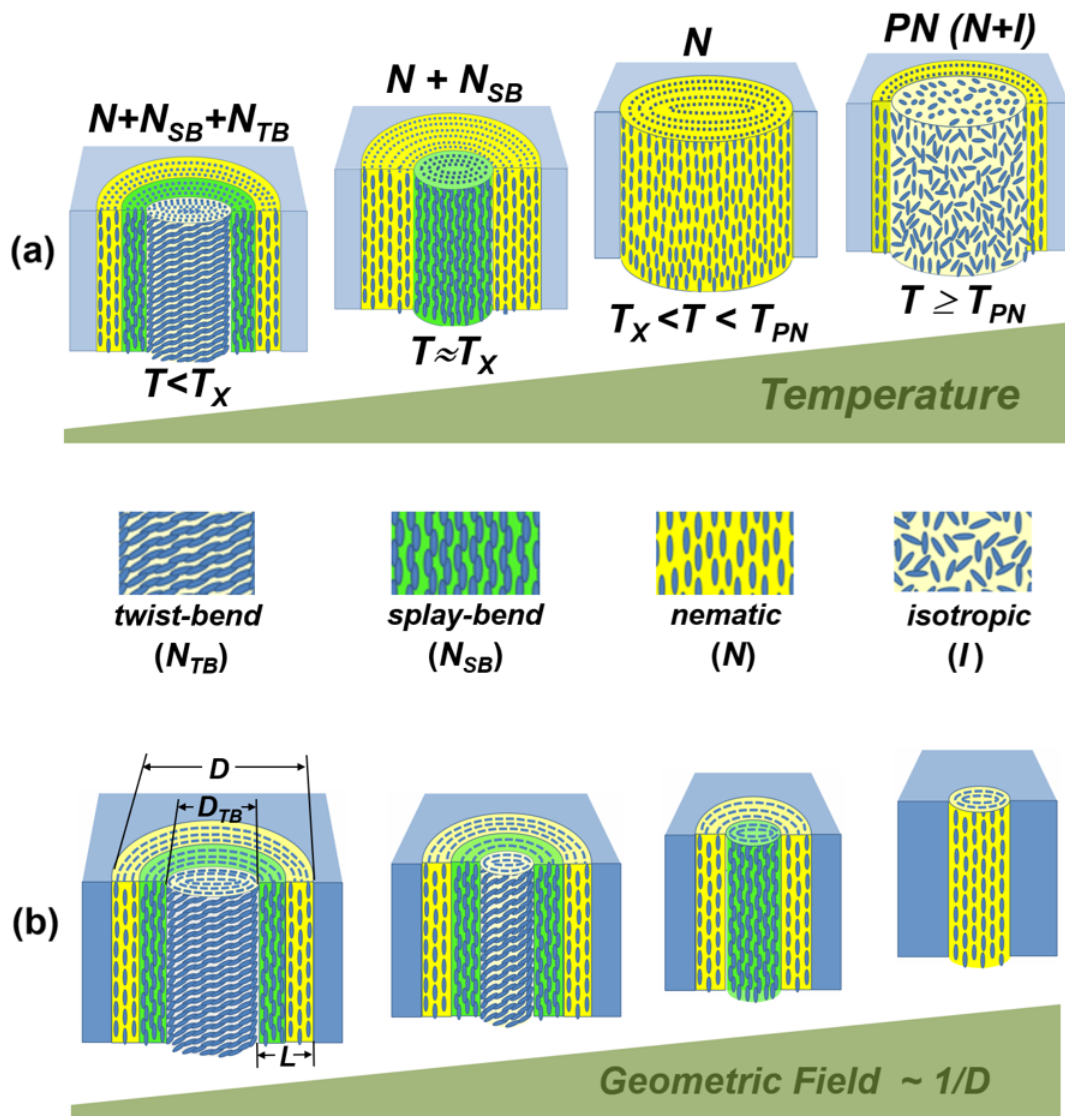 PN (N+I)
N
N + N_SB
N+N_SB+N_TB
(a)
T<T_X
T≈T_X
T_X <T < T_PN
T ≥ T_PN
Temperature
twist-bend
(N_TB)
splay-bend
(N_SB)
nematic
(N)
isotropic
(I)
D
D_TB
(b)
L
Geometric Field ~ 1/D